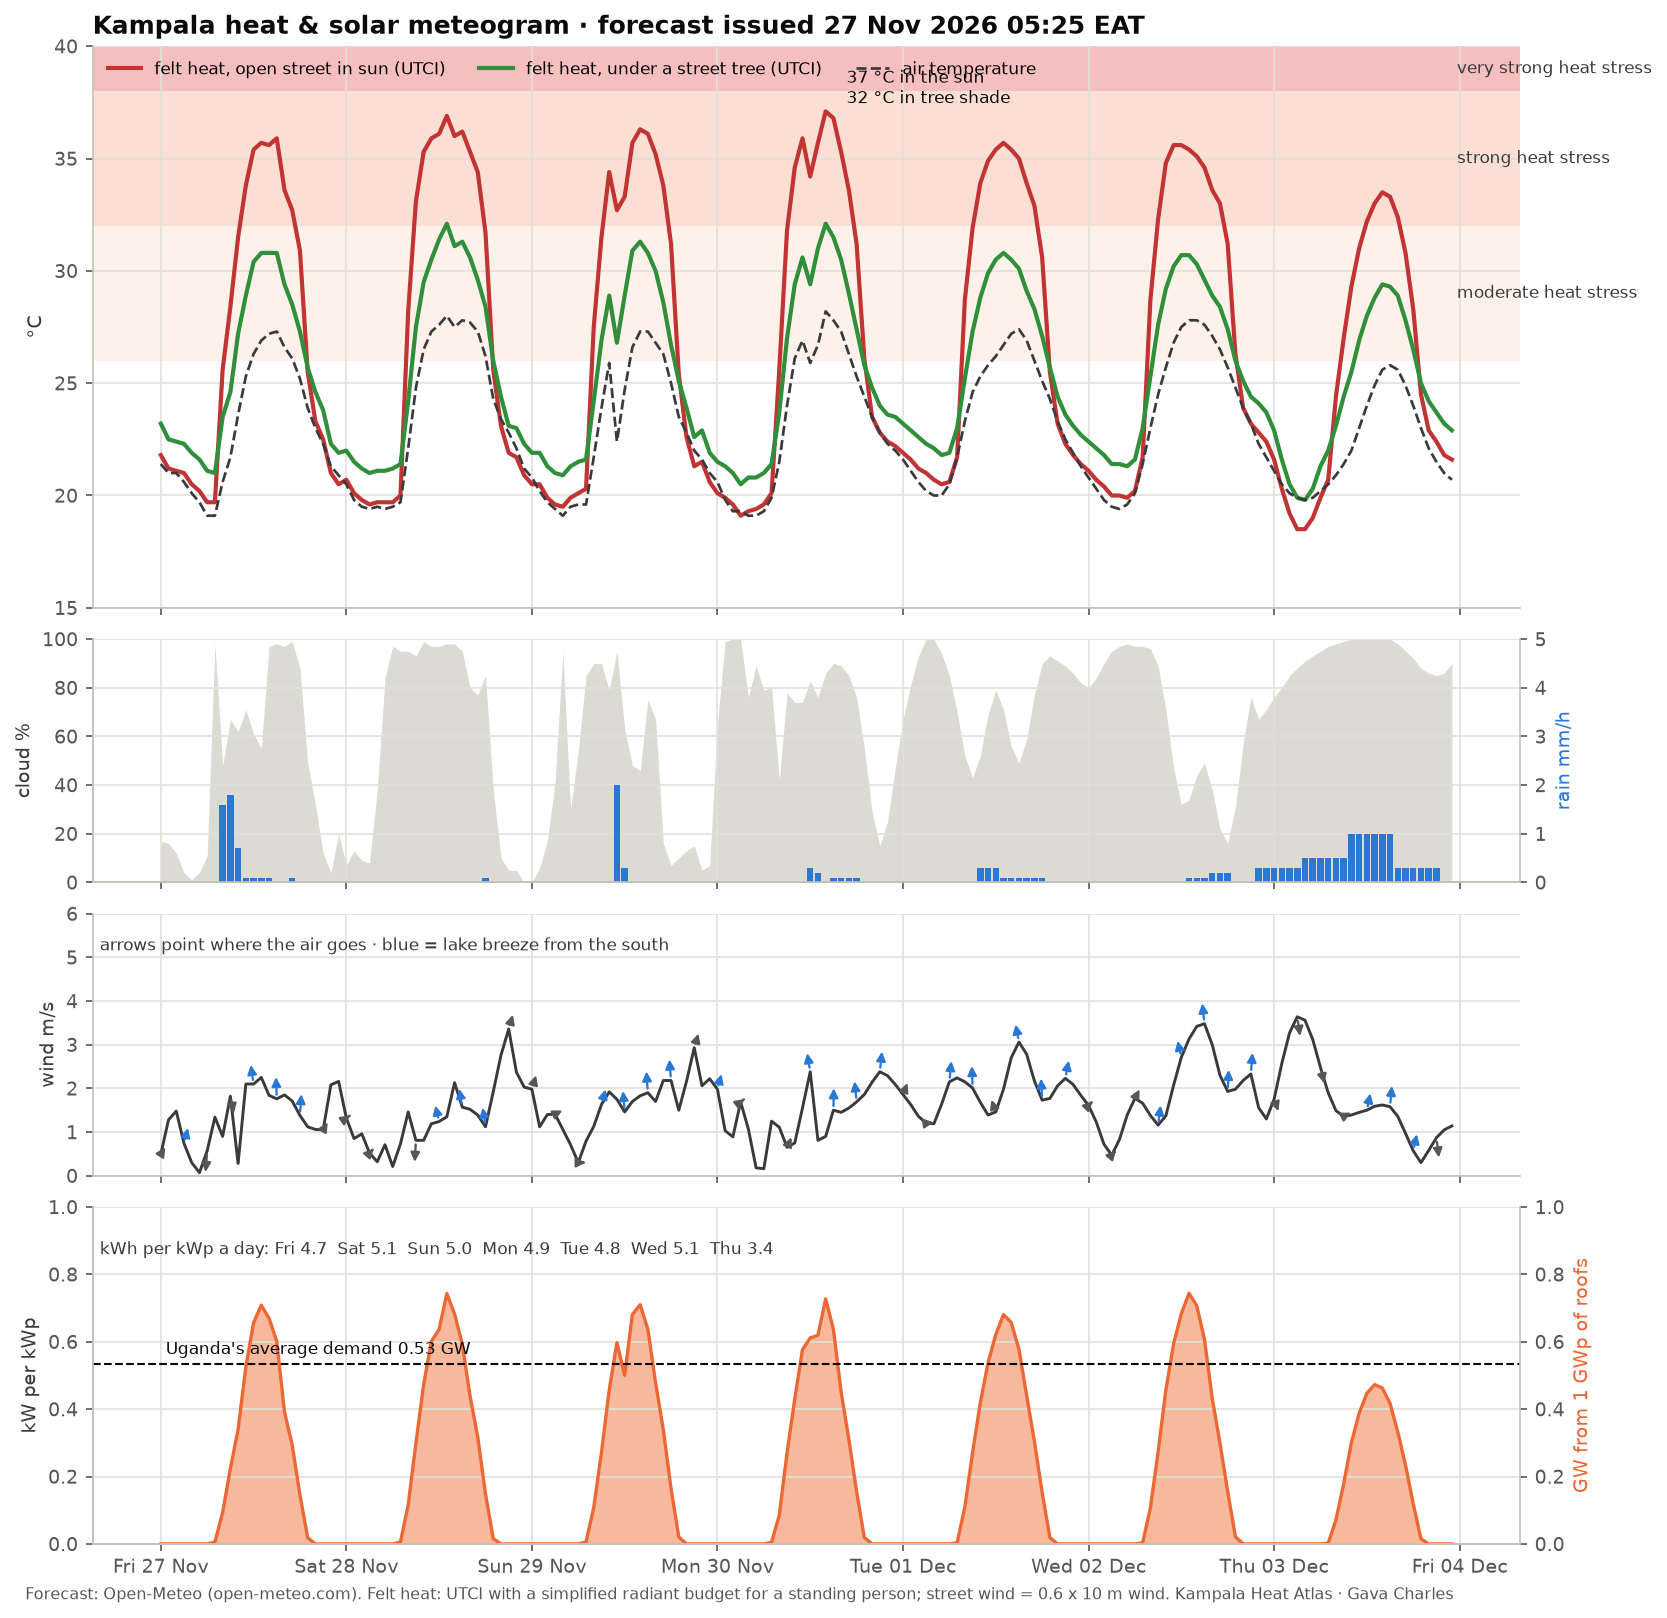 Kampala heat & solar meteogram · forecast issued 27 Nov 2026 05:25 EAT
felt heat, open street in sun (UTCI)
felt heat, under a street tree (UTCI)
air temperature
37 °C in the sun
32 °C in tree shade
very strong heat stress
strong heat stress
moderate heat stress
°C
40
35
30
25
20
15
cloud %
100
80
60
40
20
0
rain mm/h
5
4
3
2
1
0
arrows point where the air goes · blue = lake breeze from the south
wind m/s
6
5
4
3
2
1
0
kWh per kWp a day: Fri 4.7 Sat 5.1 Sun 5.0 Mon 4.9 Tue 4.8 Wed 5.1 Thu 3.4
Uganda's average demand 0.53 GW
kW per kWp
1.0
0.8
0.6
0.4
0.2
0.0
GW from 1 GWp of roofs
1.0
0.8
0.6
0.4
0.2
0.0
Fri 27 Nov
Sat 28 Nov
Sun 29 Nov
Mon 30 Nov
Tue 01 Dec
Wed 02 Dec
Thu 03 Dec
Fri 04 Dec
Forecast: Open-Meteo (open-meteo.com). Felt heat: UTCI with a simplified radiant budget for a standing person; street wind = 0.6 x 10 m wind. Kampala Heat Atlas · Gava Charles